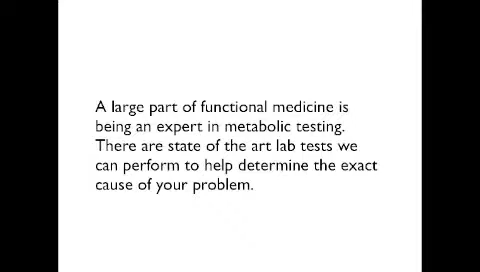 A large part of functional medicine is
being an expert in metabolic testing.
There are state of the art lab tests we
can perform to help determine the exact
cause of your problem.